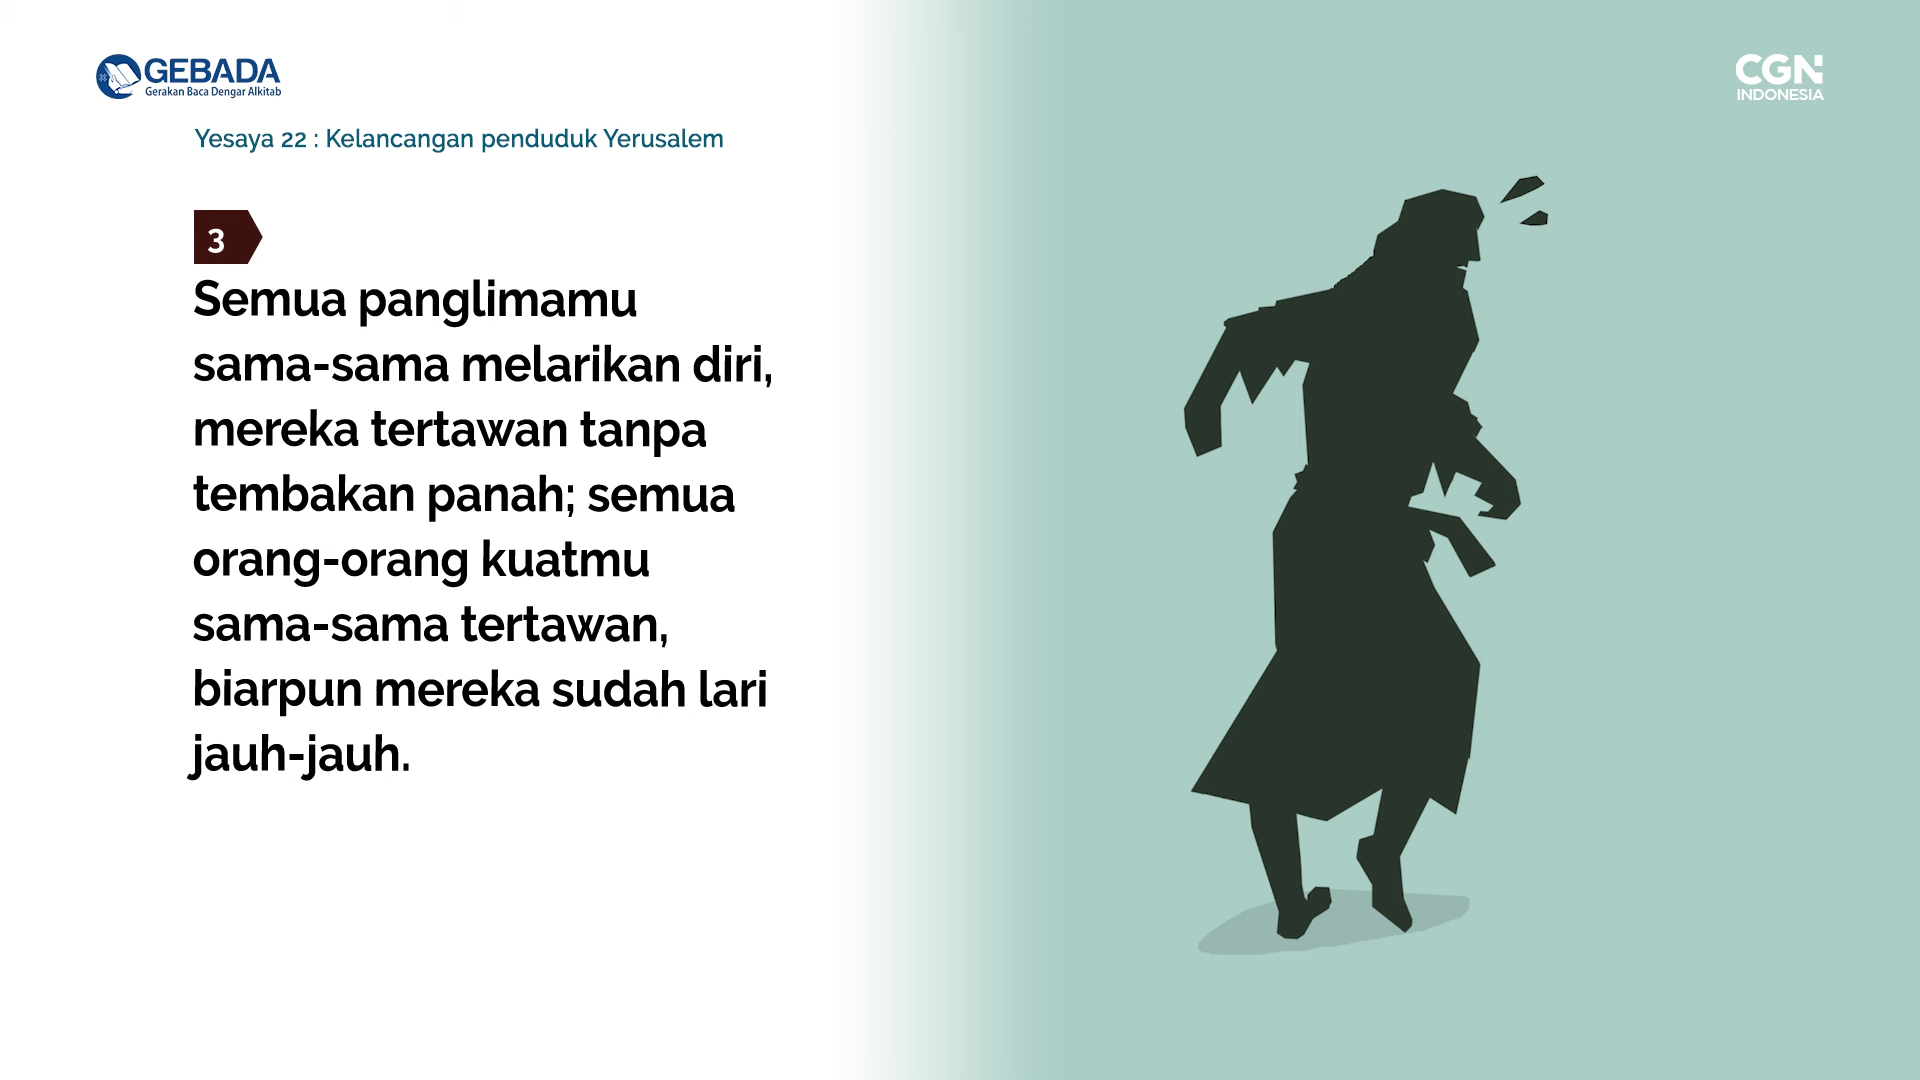 GEBADA
Gerakan Baca Dengar Alkitab
CGN
INDONESIA
Yesaya 22 : Kelancangan penduduk Yerusalem
3
Semua panglimamu
sama-sama melarikan diri,
mereka tertawan tanpa
tembakan panah; semua
orang-orang kuatmu
sama-sama tertawan,
biarpun mereka sudah lari
jauh-jauh.